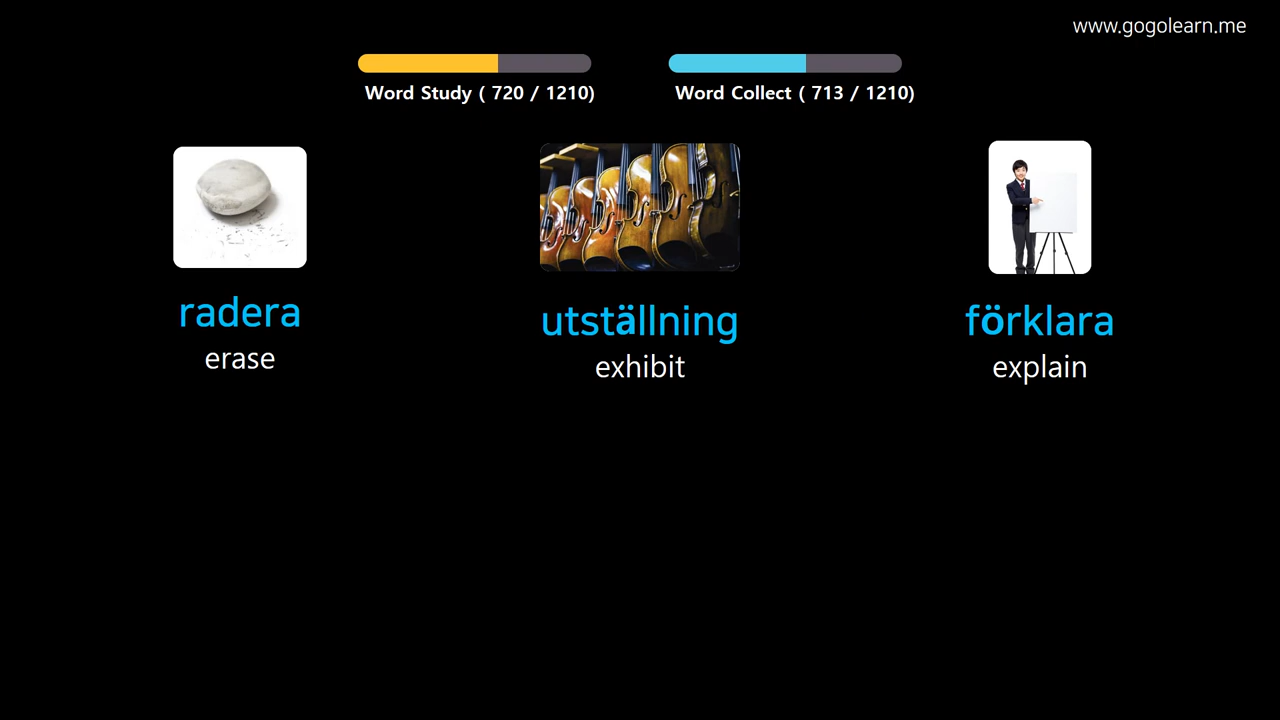 www.gogolearn.me
Word Study ( 720 / 1210)
Word Collect ( 713 / 1210)
radera
erase
utställning
exhibit
förklara
explain